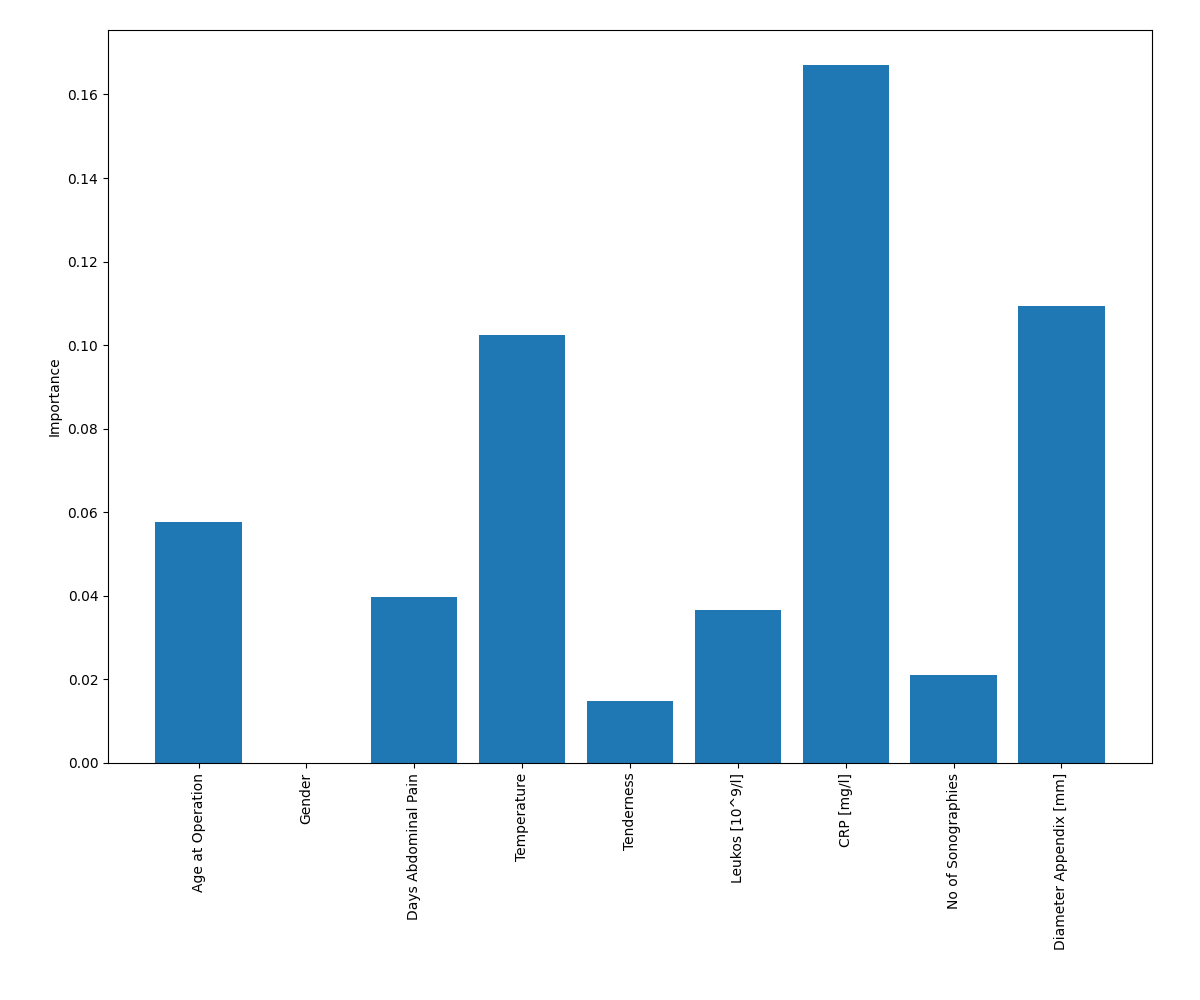 0.16
0.14
0.12
0.10
0.08
0.06
0.04
0.02
0.00
Importance
Age at Operation
Gender
Days Abdominal Pain
Temperature
Tenderness
Leukos [10^9/l]
CRP [mg/l]
No of Sonographies
Diameter Appendix [mm]